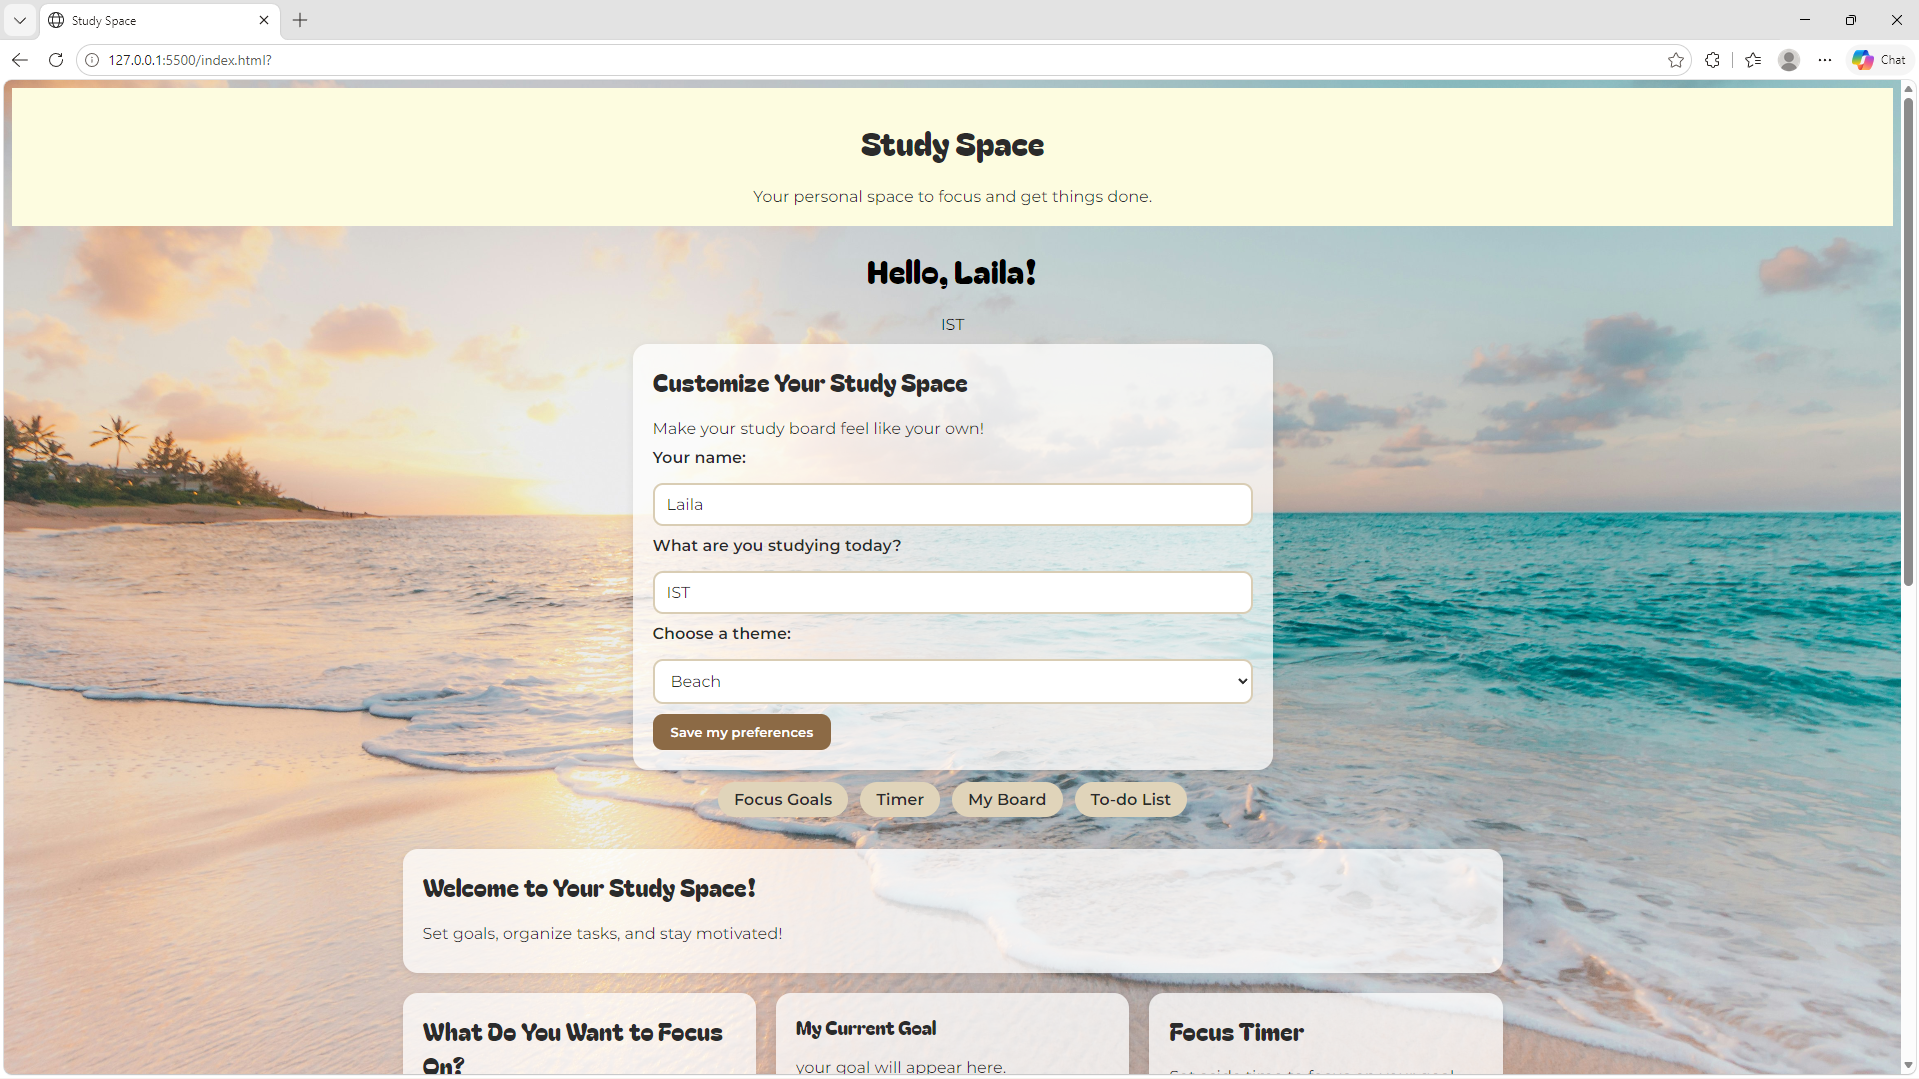 Study Space
127.0.0.1:5500/index.html?
Chat
Study Space
Your personal space to focus and get things done.
Hello, Laila!
IST
Customize Your Study Space
Make your study board feel like your own!
Your name:
Laila
What are you studying today?
IST
Choose a theme:
Beach
Save my preferences
Focus Goals Timer My Board To-do List
Welcome to Your Study Space!
Set goals, organize tasks, and stay motivated!
What Do You Want to Focus
On?
My Current Goal
your goal will appear here.
Focus Timer